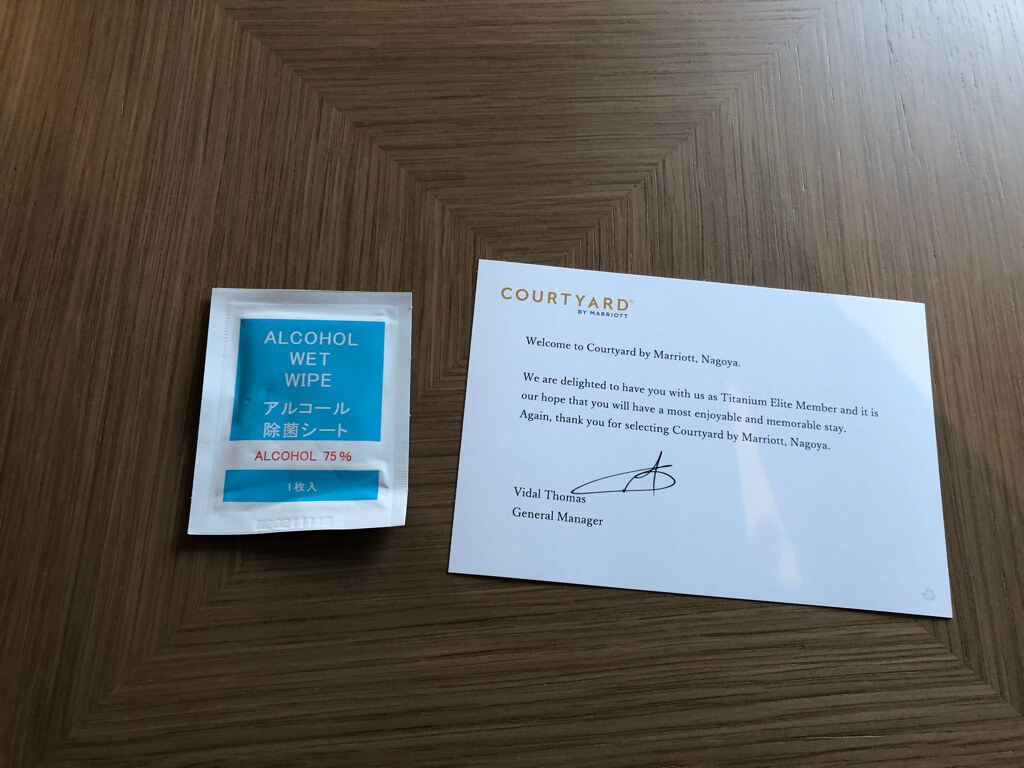 ALCOHOL
WET
WIPE
アルコール
除菌シート
ALCOHOL 75%
1枚入
COURTYARD®
BY MARRIOTT
Welcome to Courtyard by Marriott, Nagoya.
We are delighted to have you with us as Titanium Elite Member and it is
our hope that you will have a most enjoyable and memorable stay.
Again, thank you for selecting Courtyard by Marriott, Nagoya.
Vidal Thomas
General Manager